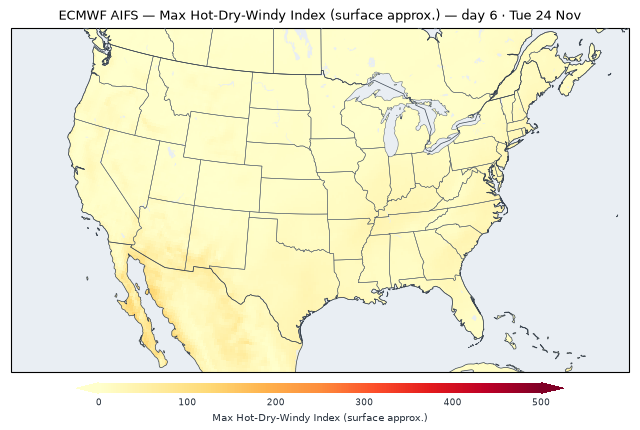 ECMWF AIFS — Max Hot-Dry-Windy Index (surface approx.) — day 6 · Tue 24 Nov
0 100 200 300 400 500
Max Hot-Dry-Windy Index (surface approx.)